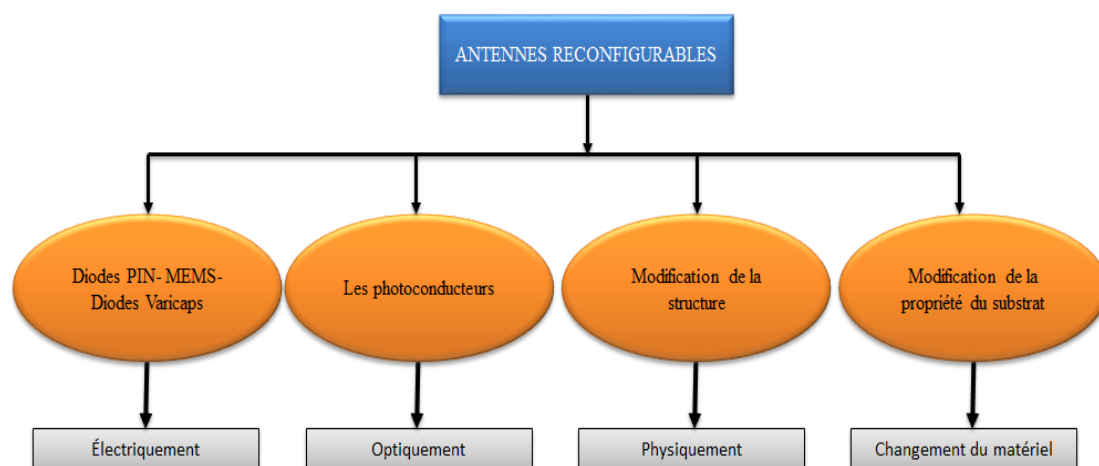 ANTENNES RECONFIGURABLES
Diodes PIN- MEMS-
Diodes Varicaps
Les photoconducteurs
Modification de la
structure
Modification de la
propriété du substrat
Électriquement
Optiquement
Physiquement
Changement du matériel